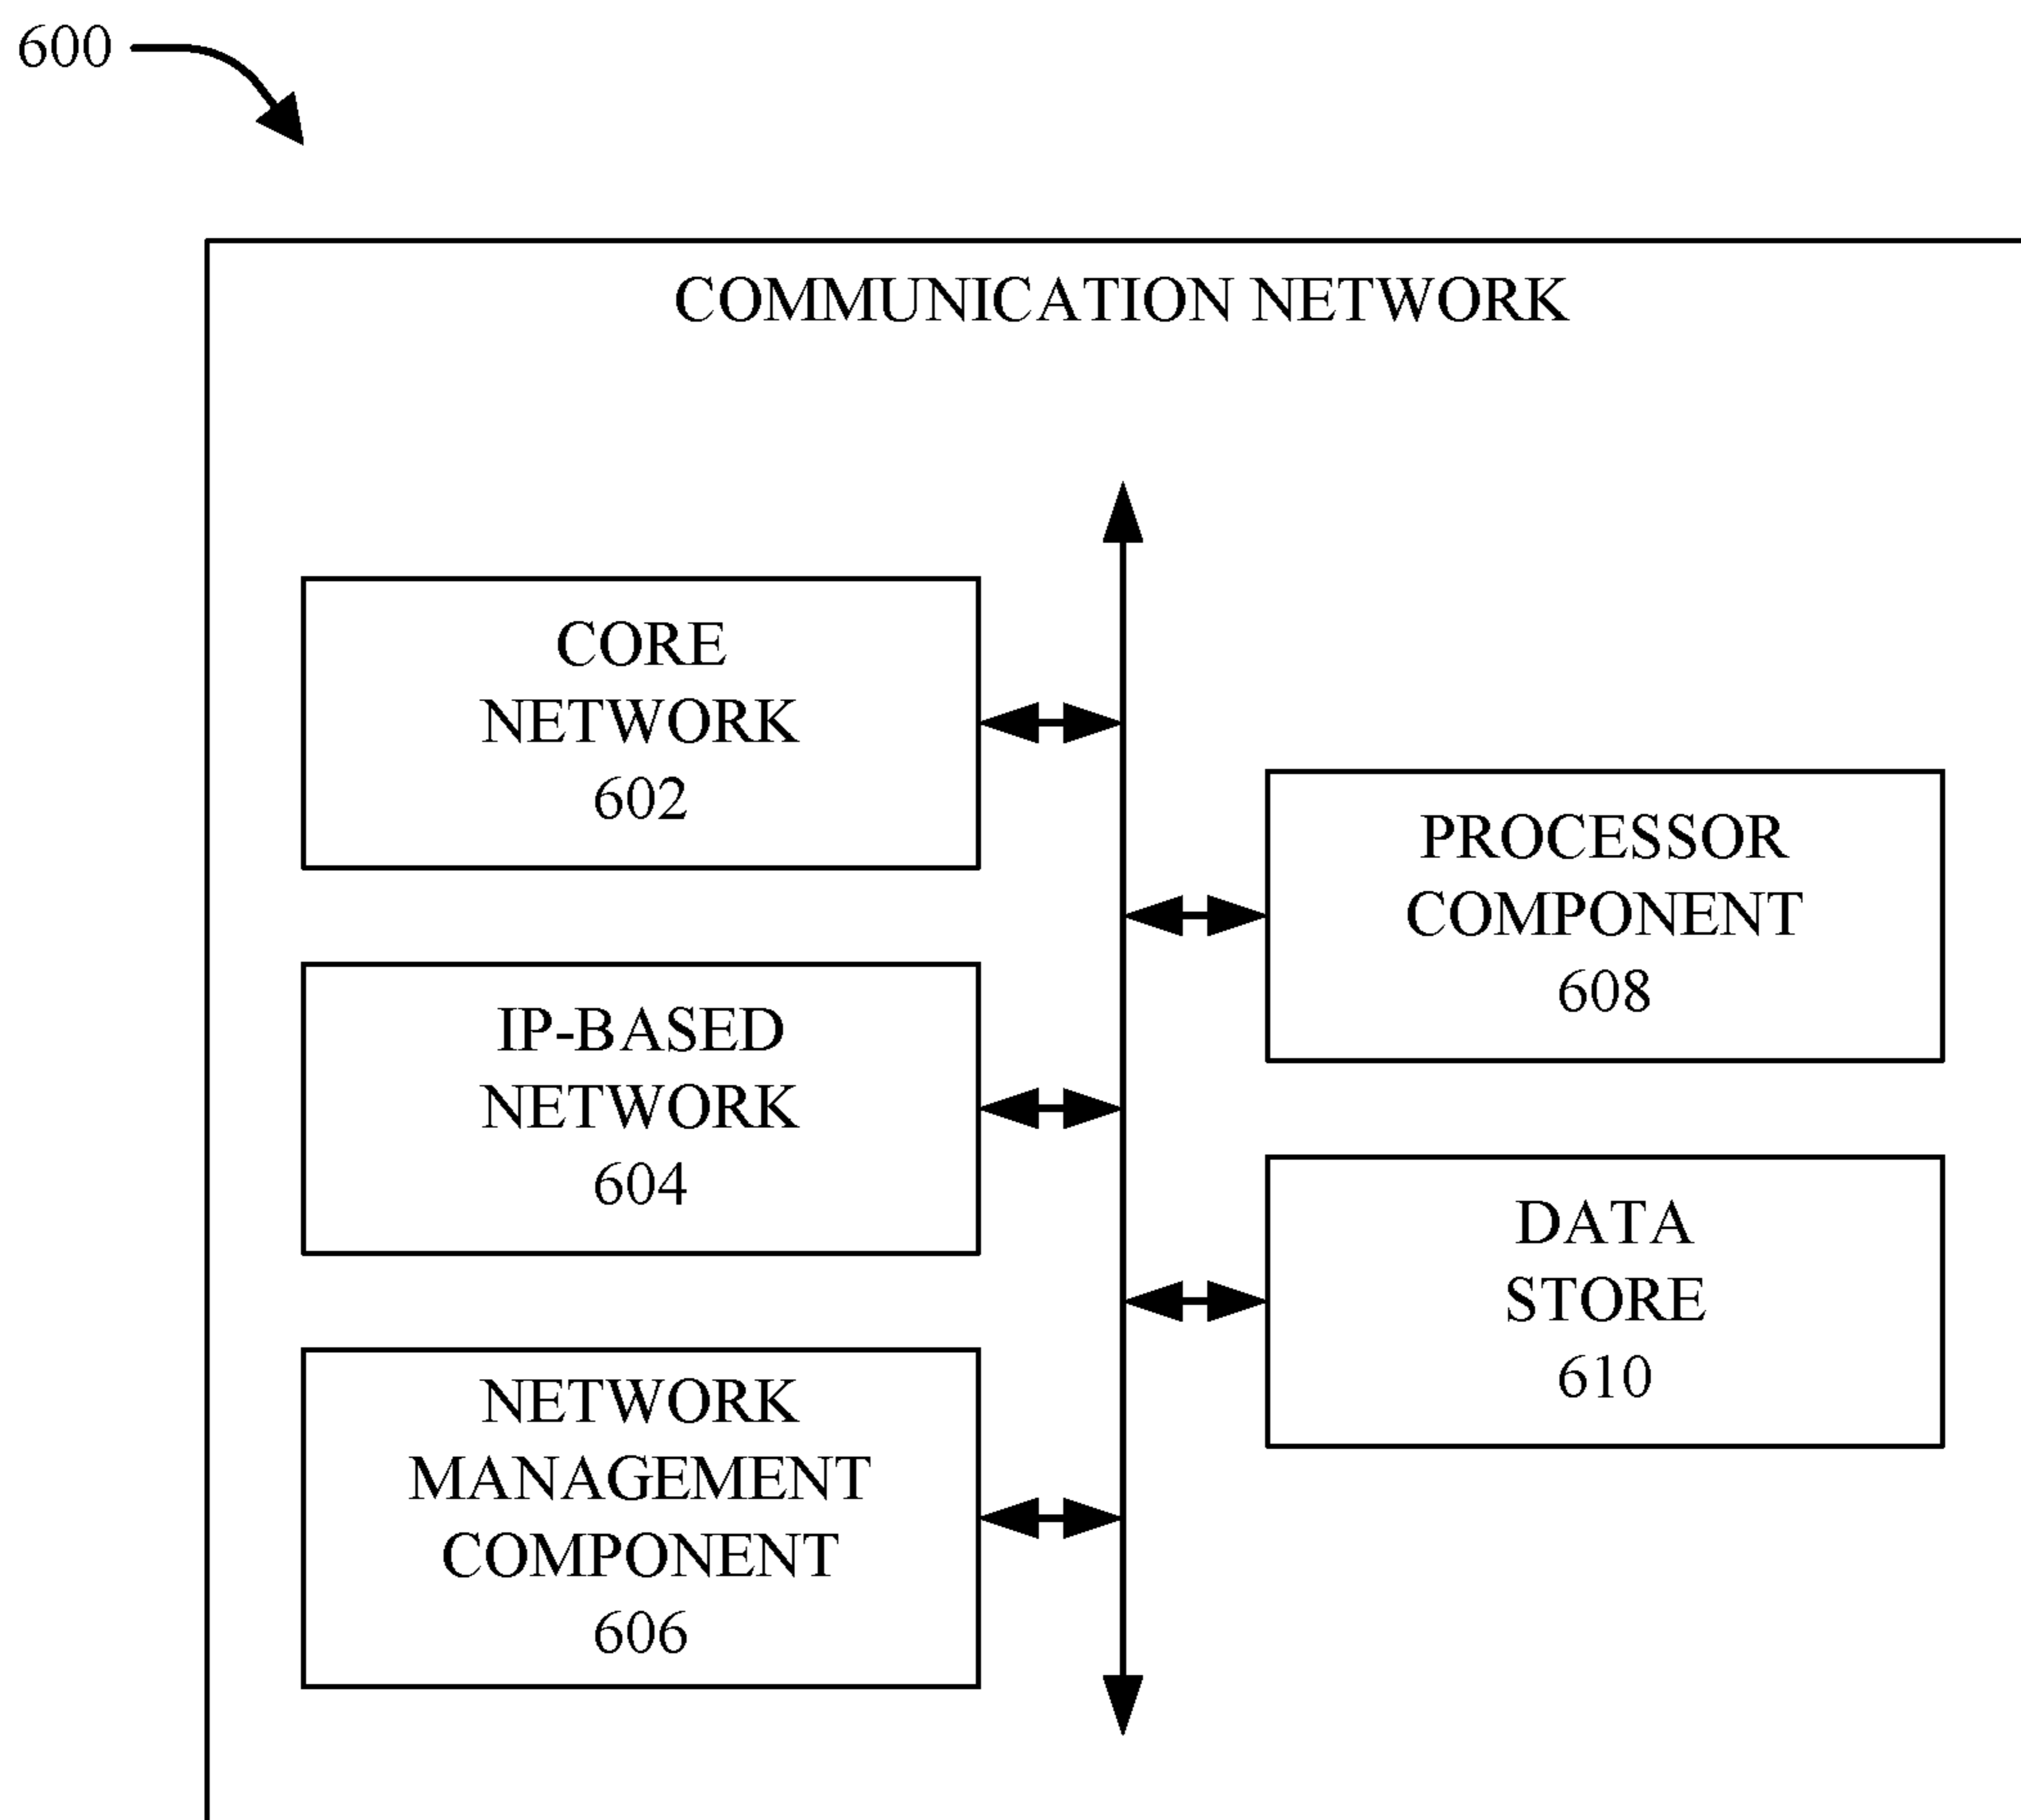 600
COMMUNICATION NETWORK
CORE
NETWORK
602
IP-BASED
NETWORK
604
NETWORK
MANAGEMENT
COMPONENT
606
PROCESSOR
COMPONENT
608
DATA
STORE
610